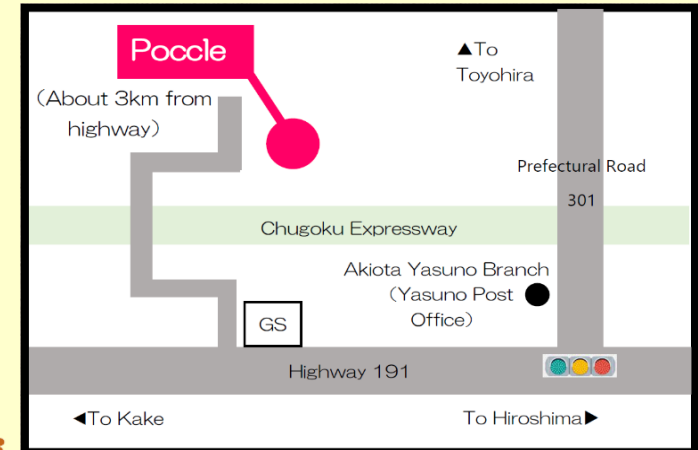 Poccle
▲To
Toyohira
（About 3km from
highway）
Prefectural Road
301
Chugoku Expressway
Akiota Yasuno Branch
（Yasuno Post
Office）
GS
Highway 191
◀To Kake
To Hiroshima▶